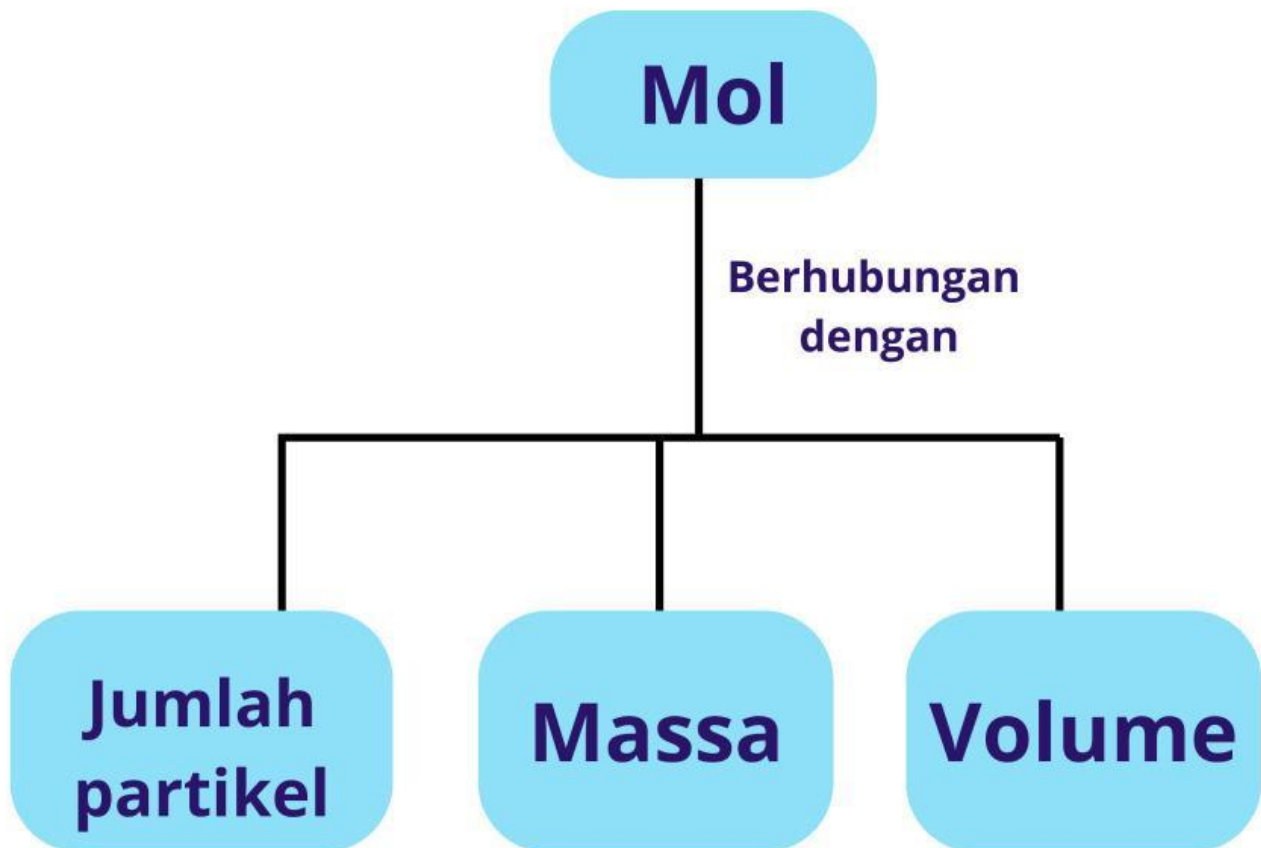 Mol
Berhubungan
dengan
Jumlah
partikel
Massa
Volume